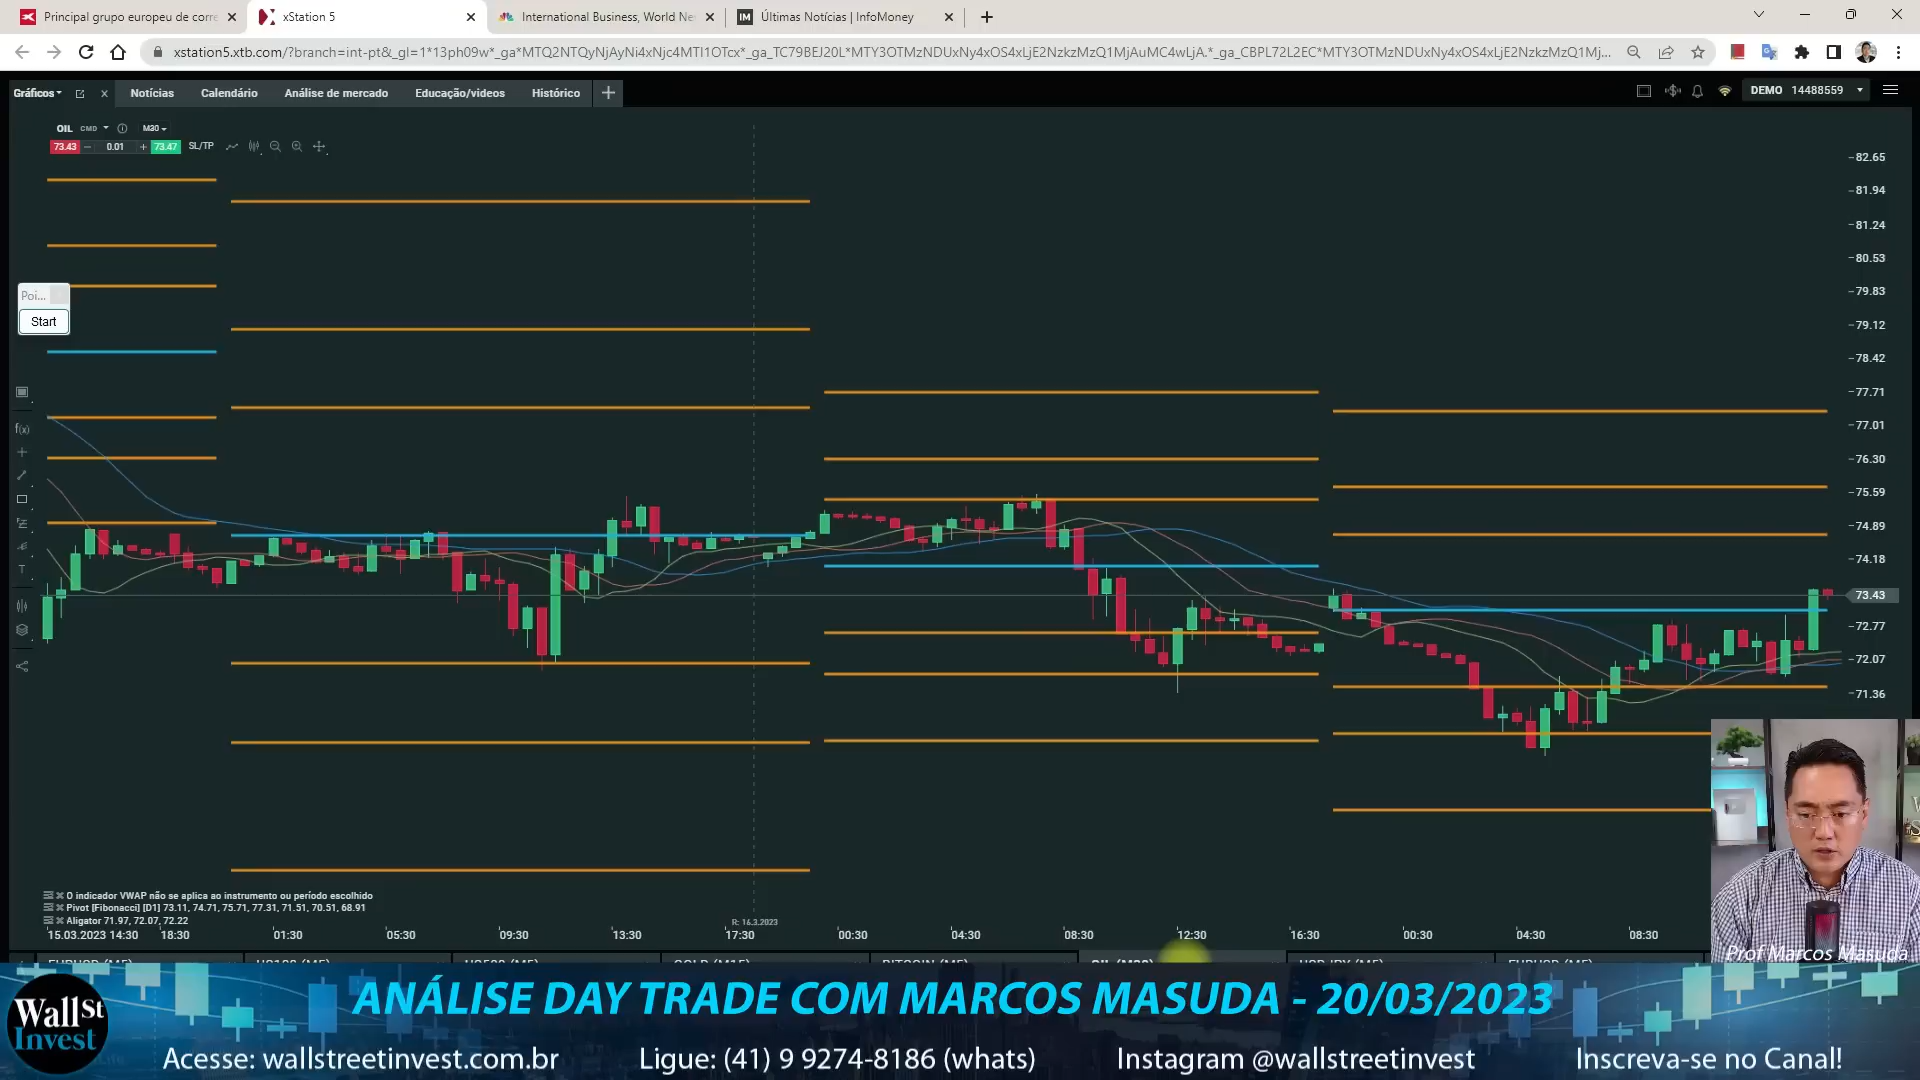 Principal grupo europeu de corre
xStation 5
International Business, World Ne
Últimas Notícias | InfoMoney
xstation5.xtb.com/?branch=int-pt&_gl=1*13ph09w*_ga*MTQ2NTQyNjAyNi4xNjc4MTI1OTcx*_ga_TC79BEJ20L*MTY3OTMzNDUxNy4xOS4xLjE2NzkzMzQ1MjAuMC4wLjA.*_ga_CBPL72L2EC*MTY3OTMzNDUxNy4xOS4xLjE2NzkzMzQ1Mj...
Gráficos
Notícias
Calendário
Análise de mercado
Educação/videos
Histórico
DEMO 14488559
OIL CMD M30
73.43 − 0.01 + 73.47 SL/TP
82.65
81.94
81.24
80.53
79.83
79.12
78.42
77.71
77.01
76.30
75.59
74.89
74.18
73.43
72.77
72.07
71.36
Poi...
Start
f(x)
T
O indicador VWAP não se aplica ao instrumento ou período escolhido
Pivot [Fibonacci] [D1] 73.11, 74.71, 75.71, 77.31, 71.51, 70.51, 68.91
Aligator 71.97, 72.07, 72.22
R: 16.3.2023
15.03.2023 14:30 18:30 01:30 05:30 09:30 13:30 17:30 00:30 04:30 08:30 12:30 16:30 00:30 04:30 08:30
Prof Marcos Masuda
ANÁLISE DAY TRADE COM MARCOS MASUDA - 20/03/2023
Wall St
Invest
Acesse: wallstreetinvest.com.br
Ligue: (41) 9 9274-8186 (whats)
Instagram @wallstreetinvest
Inscreva-se no Canal!